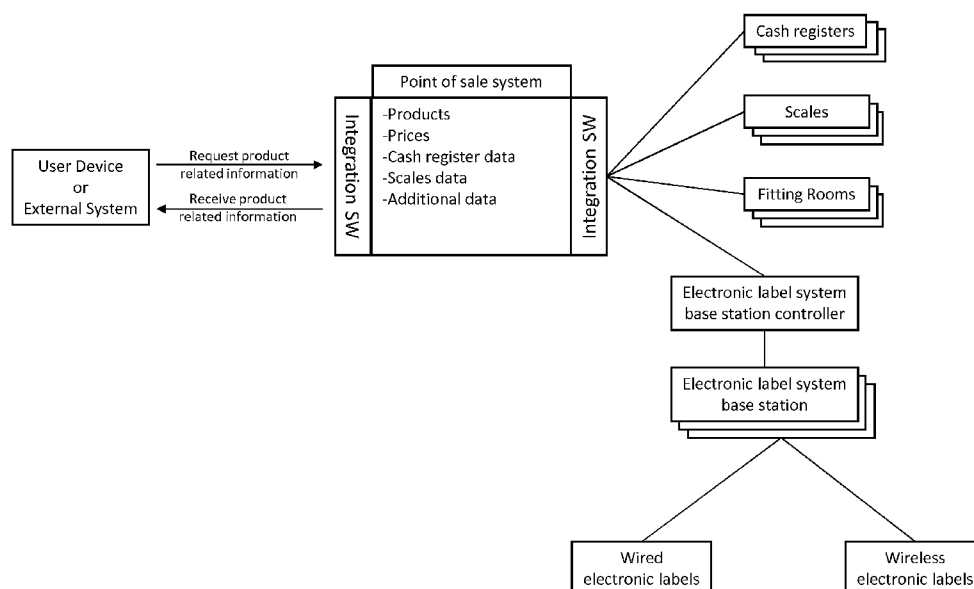 Cash registers
Point of sale system
Integration SW
-Products
-Prices
-Cash register data
-Scales data
-Additional data
Integration SW
Scales
User Device
or
External System
Request product
related information
Receive product
related information
Fitting Rooms
Electronic label system
base station controller
Electronic label system
base station
Wired
electronic labels
Wireless
electronic labels